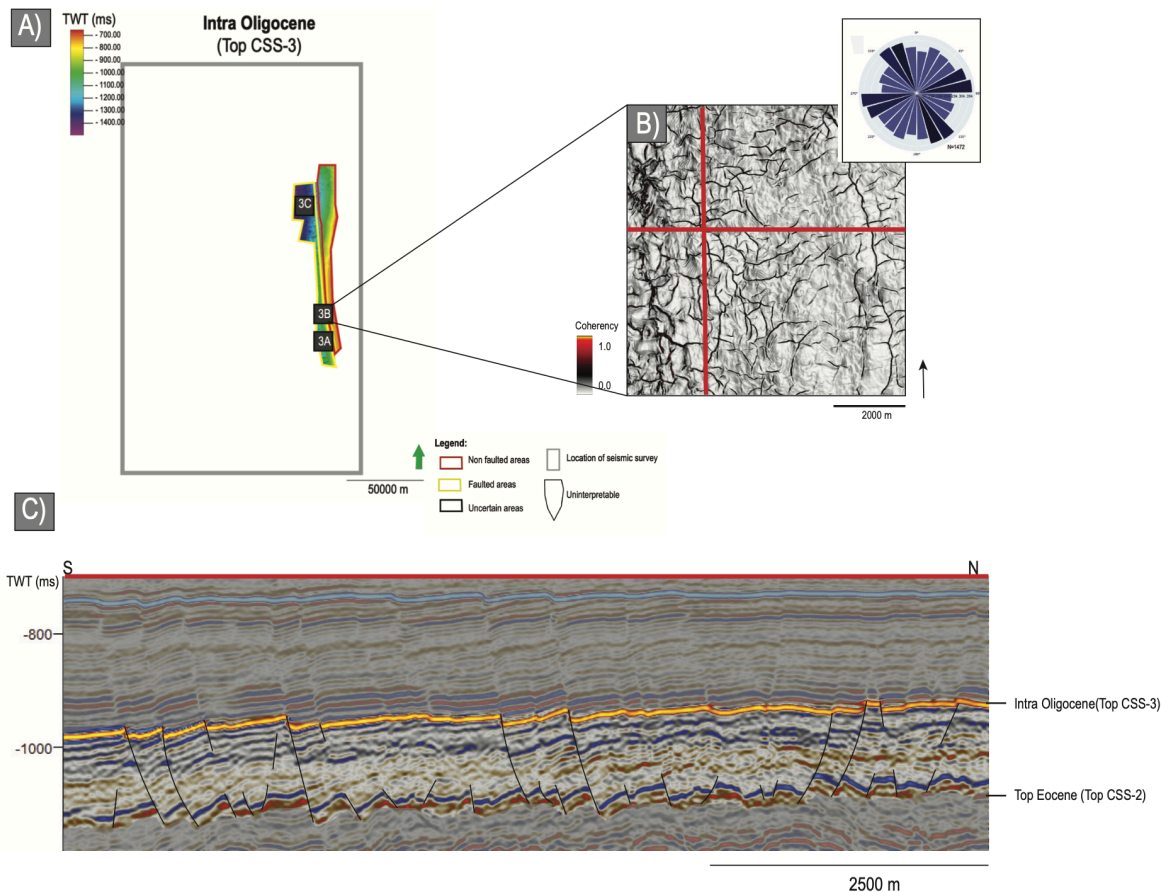 A)
TWT (ms)
- 700.00
- 800.00
- 900.00
- 1000.00
- 1100.00
- 1200.00
- 1300.00
- 1400.00
Intra Oligocene
(Top CSS-3)
3C
3B
3A
50000 m
B)
N=1472
Coherency
1.0
0.0
2000 m
Legend:
Non faulted areas
Faulted areas
Uncertain areas
Location of seismic survey
Uninterpretable
C)
S
N
TWT (ms)
-800
-1000
Intra Oligocene(Top CSS-3)
Top Eocene (Top CSS-2)
2500 m